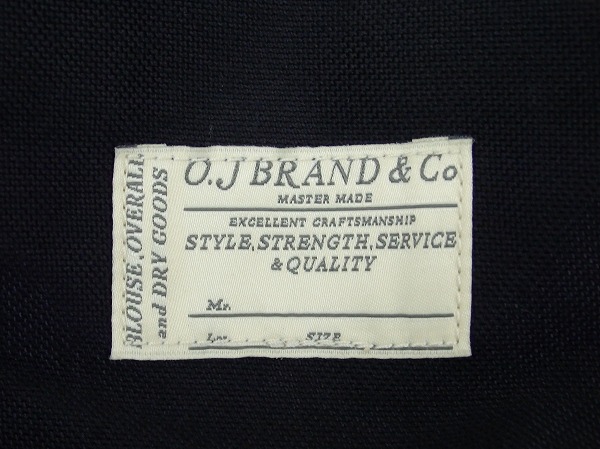 O.J BRAND & Co
MASTER MADE
EXCELLENT CRAFTSMANSHIP
STYLE, STRENGTH, SERVICE
& QUALITY
Mr.
SIZE
BLOUSE, OVERALL
and DRY GOODS